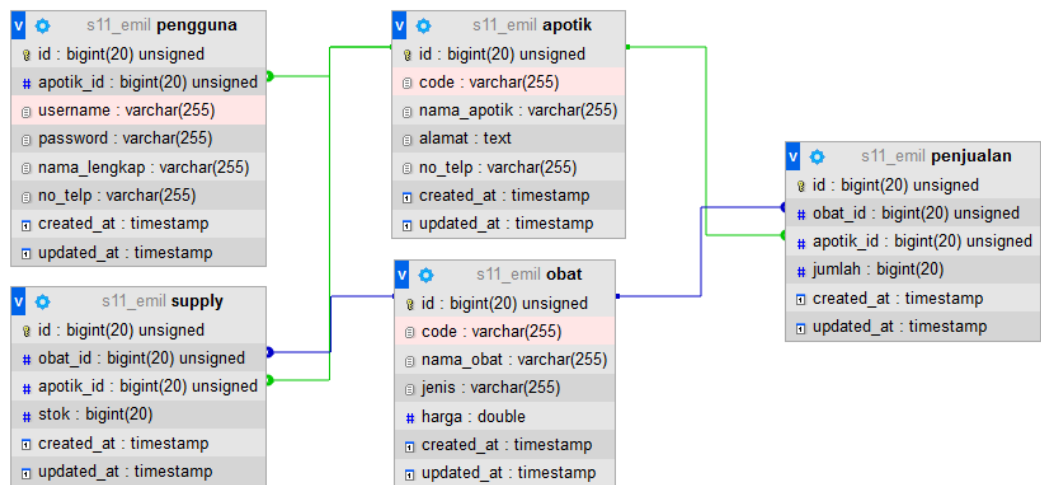 s11_emil pengguna
id : bigint(20) unsigned
apotik_id : bigint(20) unsigned
username : varchar(255)
password : varchar(255)
nama_lengkap : varchar(255)
no_telp : varchar(255)
created_at : timestamp
updated_at : timestamp
s11_emil apotik
id : bigint(20) unsigned
code : varchar(255)
nama_apotik : varchar(255)
alamat : text
no_telp : varchar(255)
created_at : timestamp
updated_at : timestamp
s11_emil penjualan
id : bigint(20) unsigned
obat_id : bigint(20) unsigned
apotik_id : bigint(20) unsigned
jumlah : bigint(20)
created_at : timestamp
updated_at : timestamp
s11_emil supply
id : bigint(20) unsigned
obat_id : bigint(20) unsigned
apotik_id : bigint(20) unsigned
stok : bigint(20)
created_at : timestamp
updated_at : timestamp
s11_emil obat
id : bigint(20) unsigned
code : varchar(255)
nama_obat : varchar(255)
jenis : varchar(255)
harga : double
created_at : timestamp
updated_at : timestamp